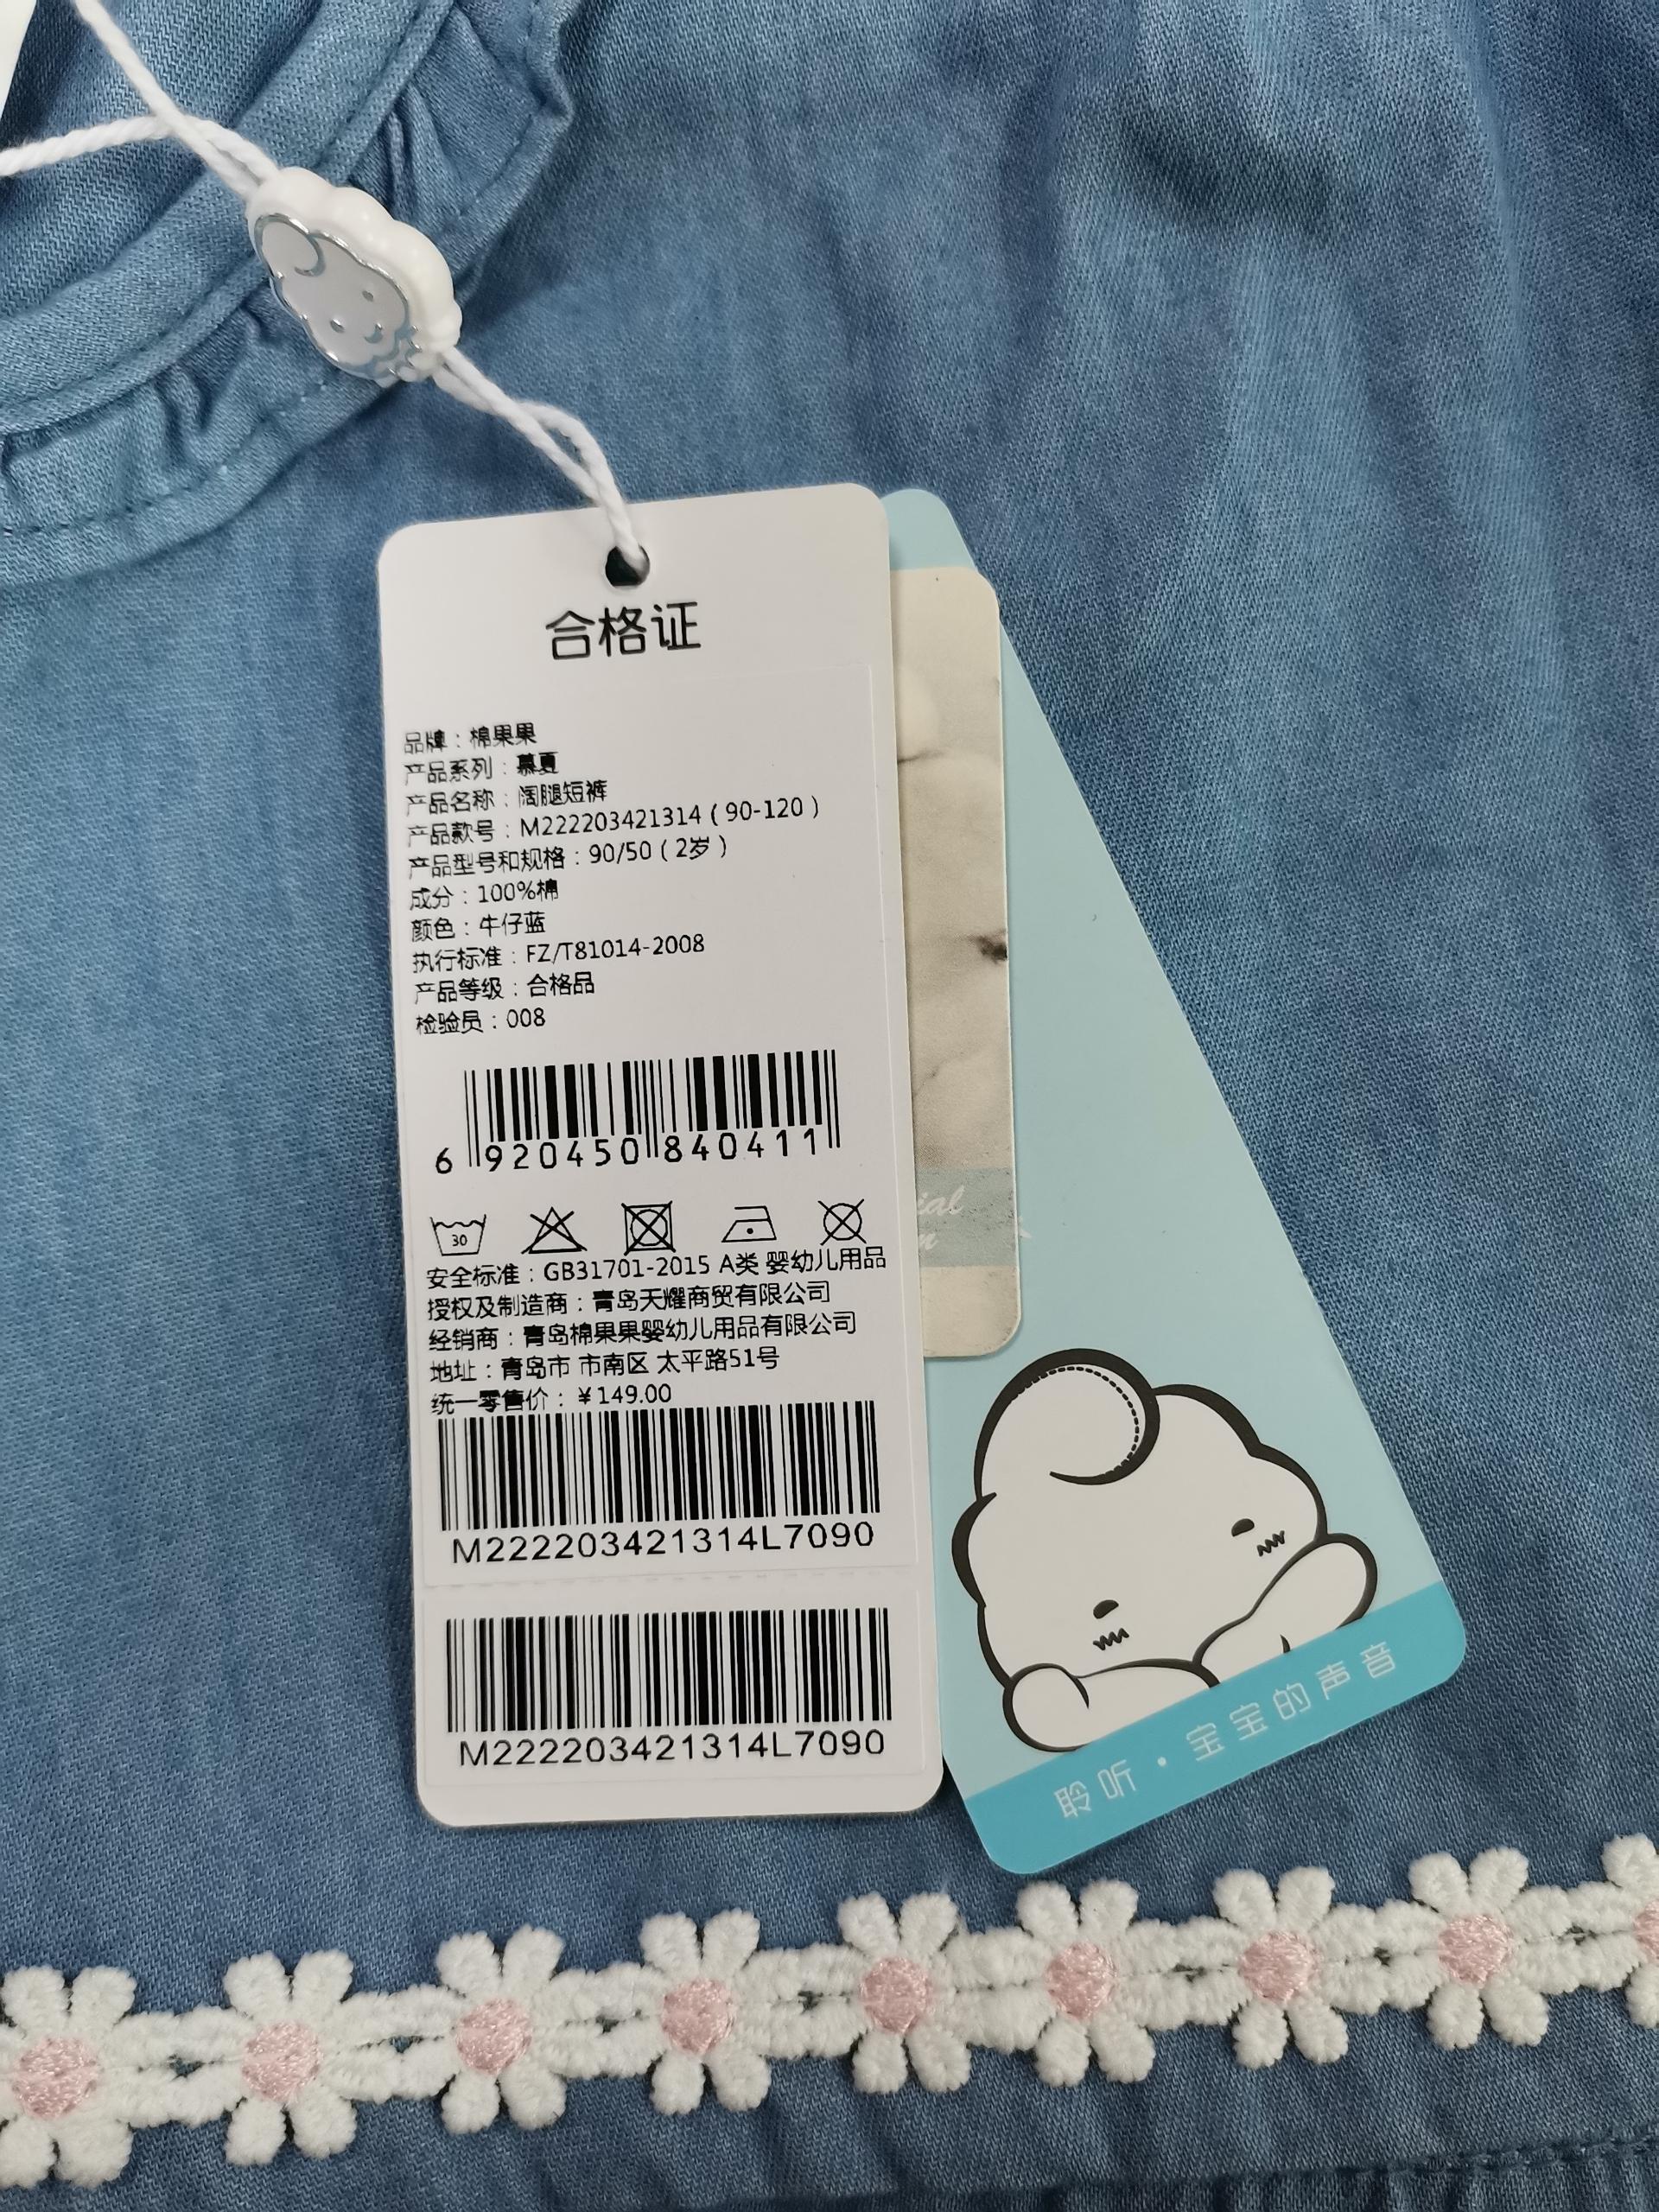 合格证
品牌：棉果果
产品系列：慕夏
产品名称：阔腿短裤
产品款号：M222203421314（90-120）
产品型号和规格：90/50（2岁）
成分：100%棉
颜色：牛仔蓝
执行标准：FZ/T81014-2008
产品等级：合格品
检验员：008
6 920450 840411
30
安全标准：GB31701-2015 A类 婴幼儿用品
授权及制造商：青岛天耀商贸有限公司
经销商：青岛棉果果婴幼儿用品有限公司
地址：青岛市 市南区 太平路51号
统一零售价：￥149.00
M222203421314L7090
M222203421314L7090
聆听·宝宝的声音